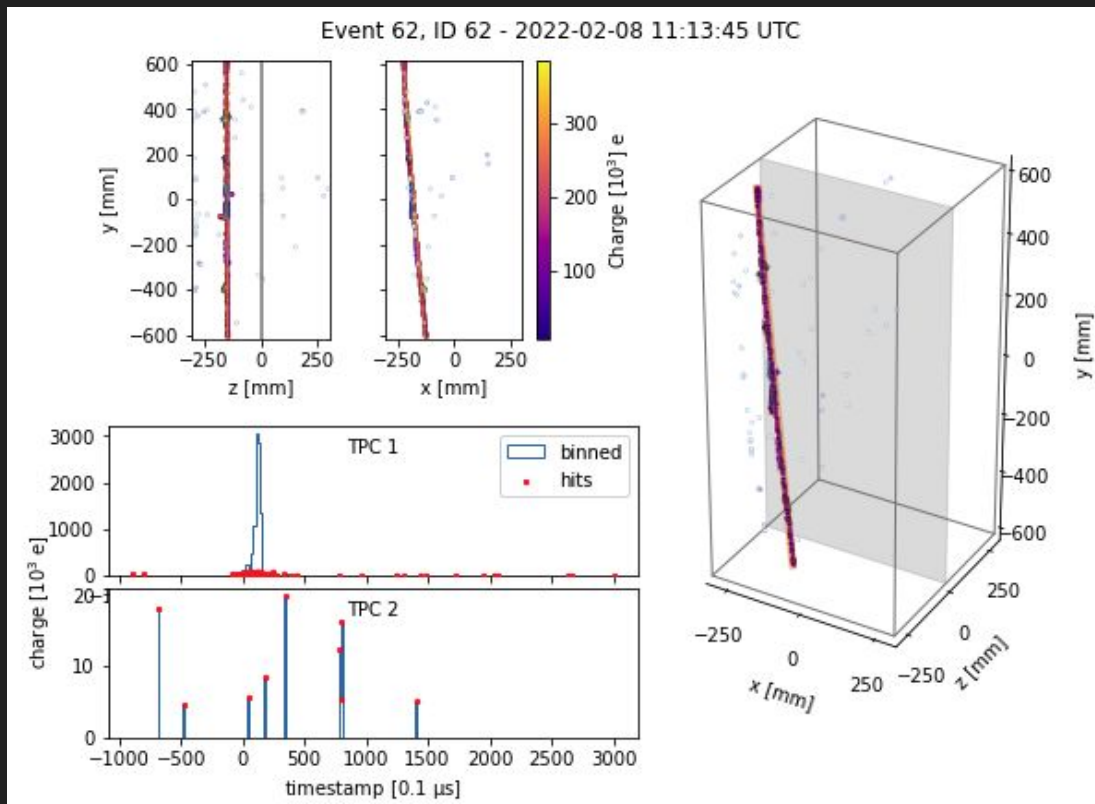 Event 62, ID 62 - 2022-02-08 11:13:45 UTC
600
400
200
0
−200
−400
−600
y [mm]
−250 0 250
z [mm]
−250 0 250
x [mm]
300
200
100
Charge [10³] e
600
400
200
0
−200
−400
−600
y [mm]
−250 0 250
x [mm]
−250 0 250
z [mm]
TPC 1
binned
hits
3000
2000
1000
0
charge [10³ e]
TPC 2
20
10
0
−1000 −500 0 500 1000 1500 2000 2500 3000
timestamp [0.1 μs]